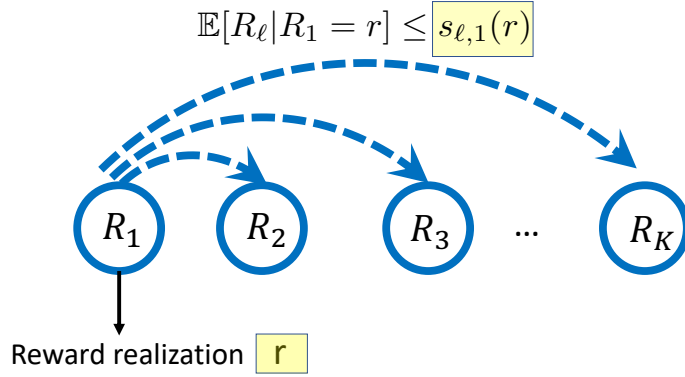 𝔼[R_ℓ|R_1 = r] ≤ s_{ℓ,1}(r)
R_1 R_2 R_3 ... R_K
Reward realization r